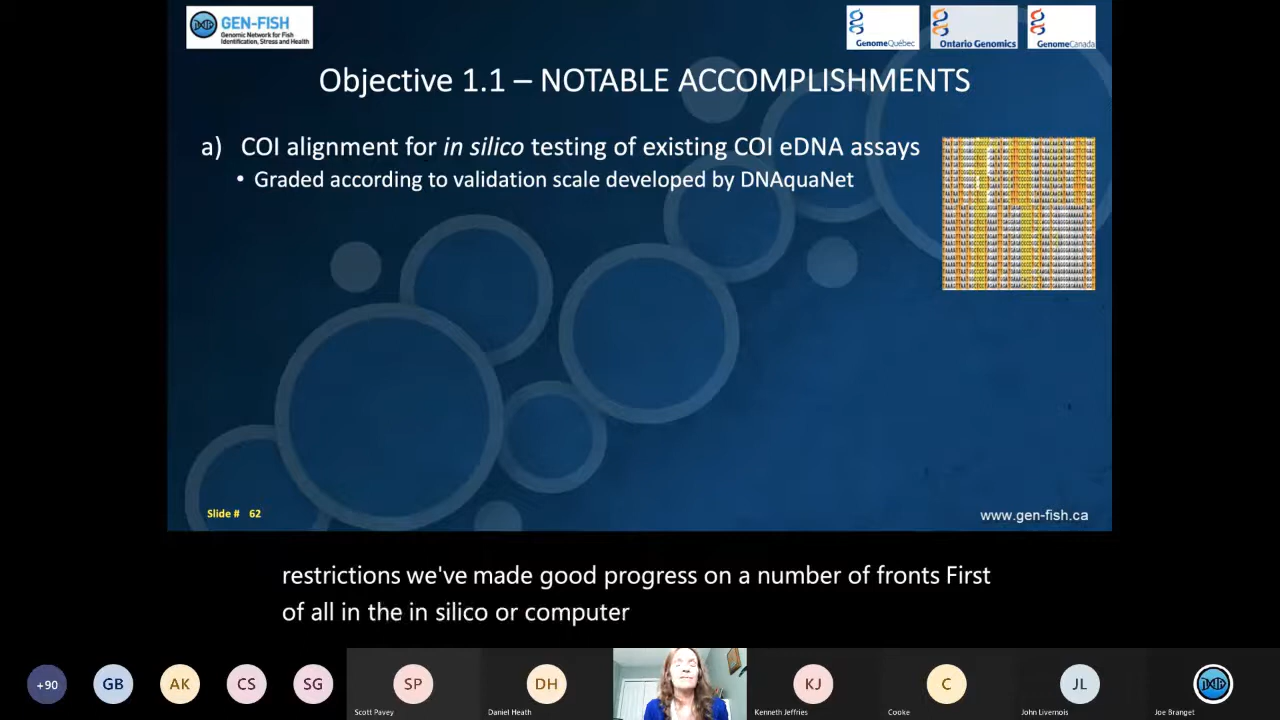 GEN-FISH
Genomic Network for Fish
Identification, Stress and Health
GenomeQuébec
Ontario Genomics
GenomeCanada
Objective 1.1 – NOTABLE ACCOMPLISHMENTS
a) COI alignment for in silico testing of existing COI eDNA assays
• Graded according to validation scale developed by DNAquaNet
Slide # 62
www.gen-fish.ca
restrictions we've made good progress on a number of fronts First
of all in the in silico or computer
+90
GB
AK
CS
SG
SP
DH
KJ
C
JL
Scott Pavey
Daniel Heath
Kenneth Jeffries
Cooke
John Livernois
Joe Branget